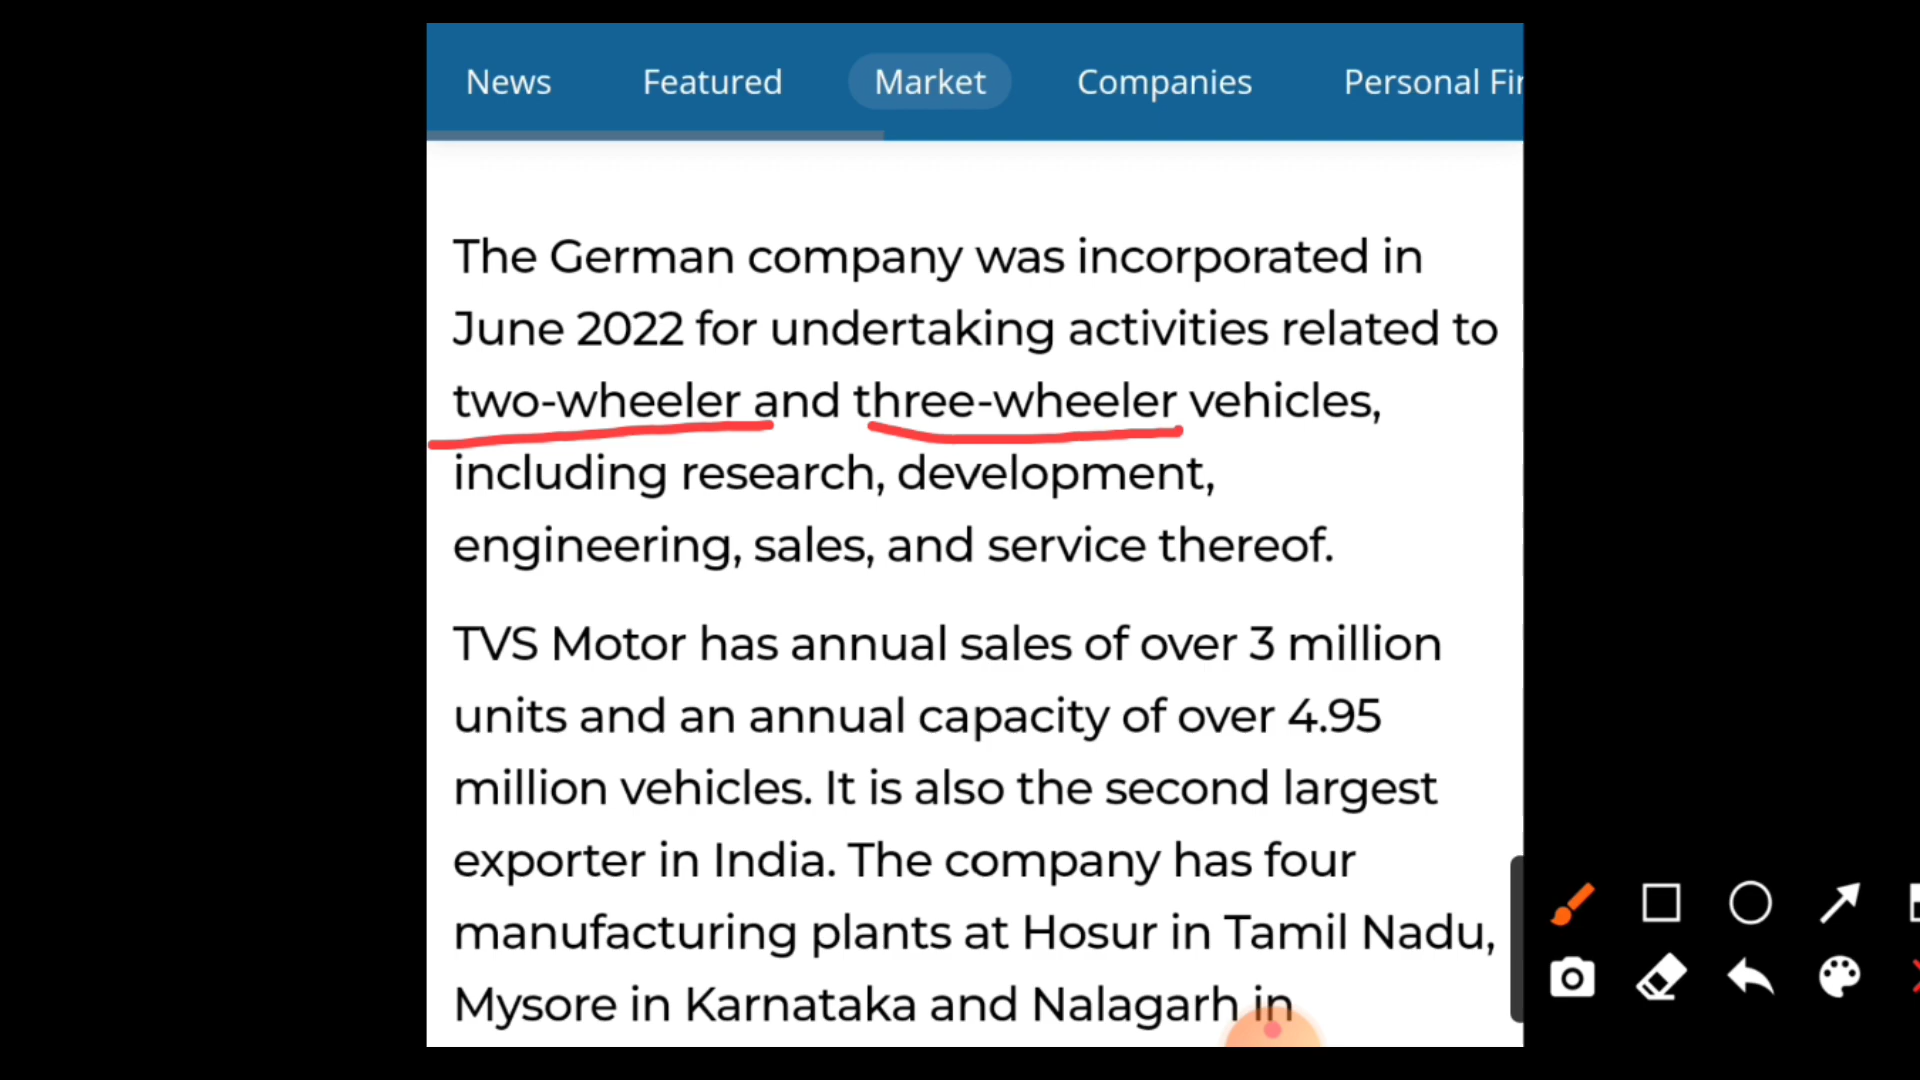 News Featured Market Companies Personal Fir
The German company was incorporated in
June 2022 for undertaking activities related to
two-wheeler and three-wheeler vehicles,
including research, development,
engineering, sales, and service thereof.
TVS Motor has annual sales of over 3 million
units and an annual capacity of over 4.95
million vehicles. It is also the second largest
exporter in India. The company has four
manufacturing plants at Hosur in Tamil Nadu,
Mysore in Karnataka and Nalagarh in